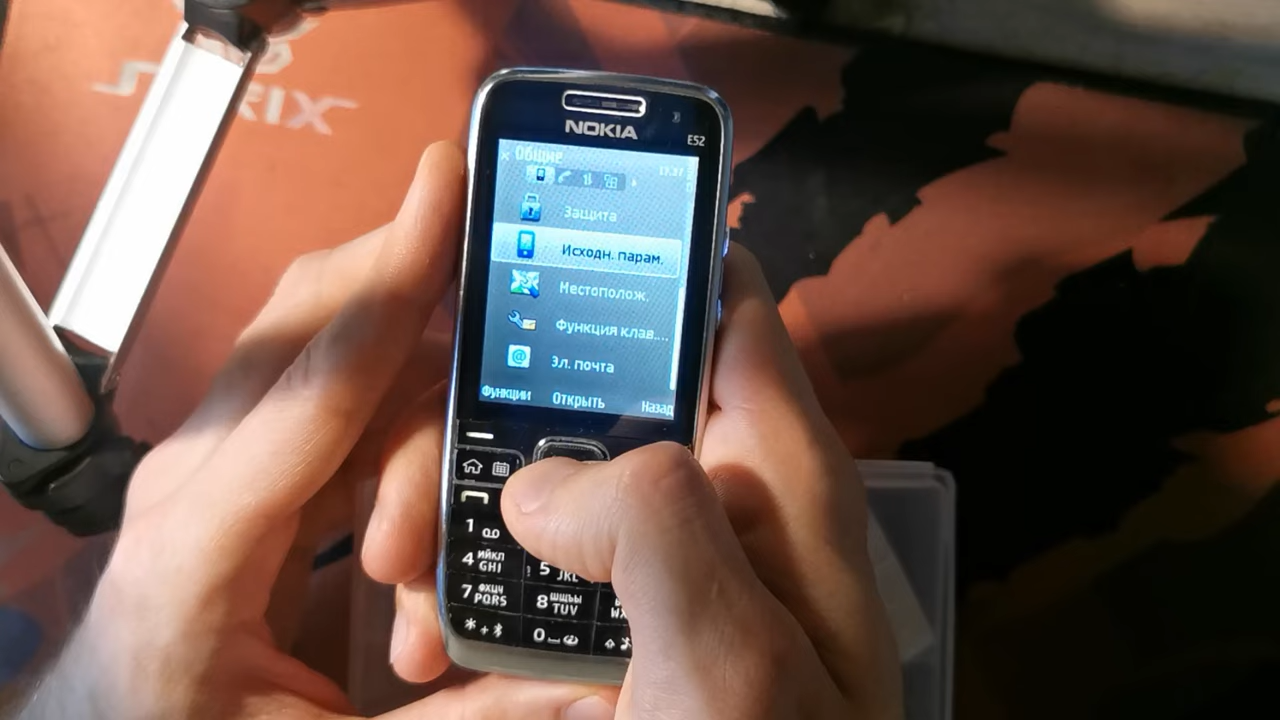 NOKIA
E52
Общие
Защита
Исходн. парам.
Местополож.
Функция клав....
Эл. почта
Функции Открыть Назад
1
4 ИЙКЛ GHI
5 JKL
7 ФХЦЧ PQRS
8 ШЩЪЫ TUV
* +
0